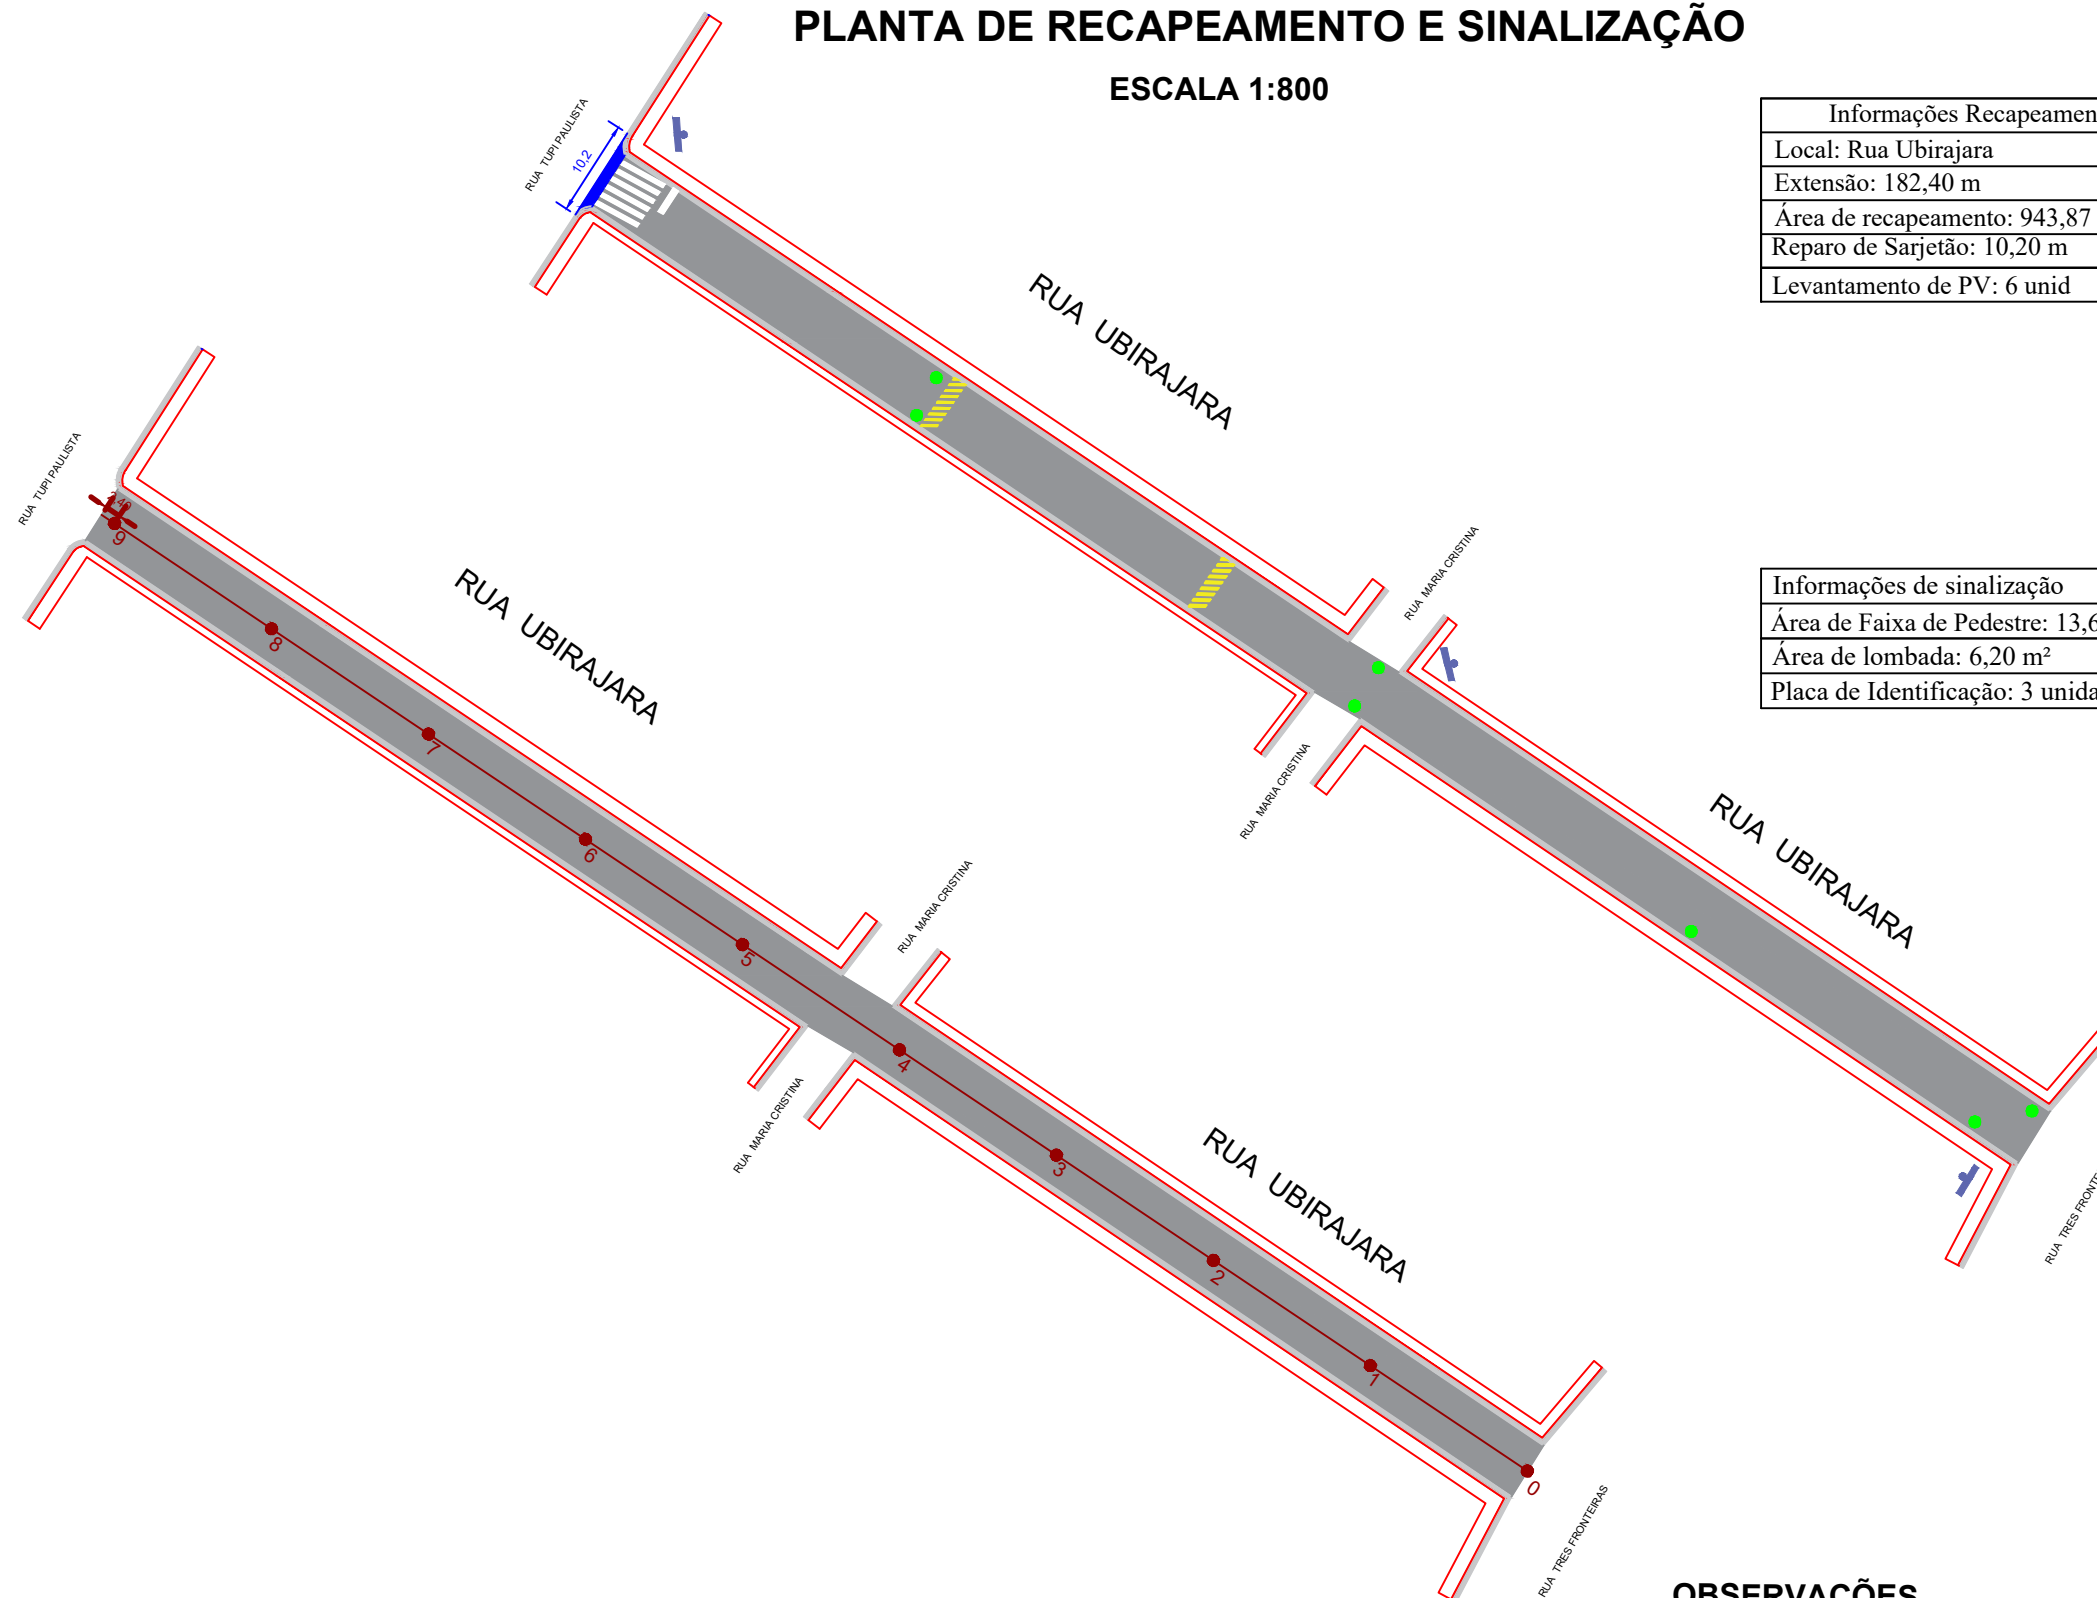 PLANTA DE RECAPEAMENTO E SINALIZAÇÃO
ESCALA 1:800
Informações Recapeamen
Local: Rua Ubirajara
Extensão: 182,40 m
Área de recapeamento: 943,87
Reparo de Sarjetão: 10,20 m
Levantamento de PV: 6 unid
RUA TUPI PAULISTA
10,2
RUA UBIRAJARA
RUA MARIA CRISTINA
RUA MARIA CRISTINA
RUA UBIRAJARA
RUA TRES FRONTE
Informações de sinalização
Área de Faixa de Pedestre: 13,6
Área de lombada: 6,20 m²
Placa de Identificação: 3 unida
RUA TUPI PAULISTA
9
8
7
6
5
4
3
2
1
0
RUA UBIRAJARA
RUA MARIA CRISTINA
RUA MARIA CRISTINA
RUA UBIRAJARA
RUA TRES FRONTEIRAS
OBSERVAÇÕES